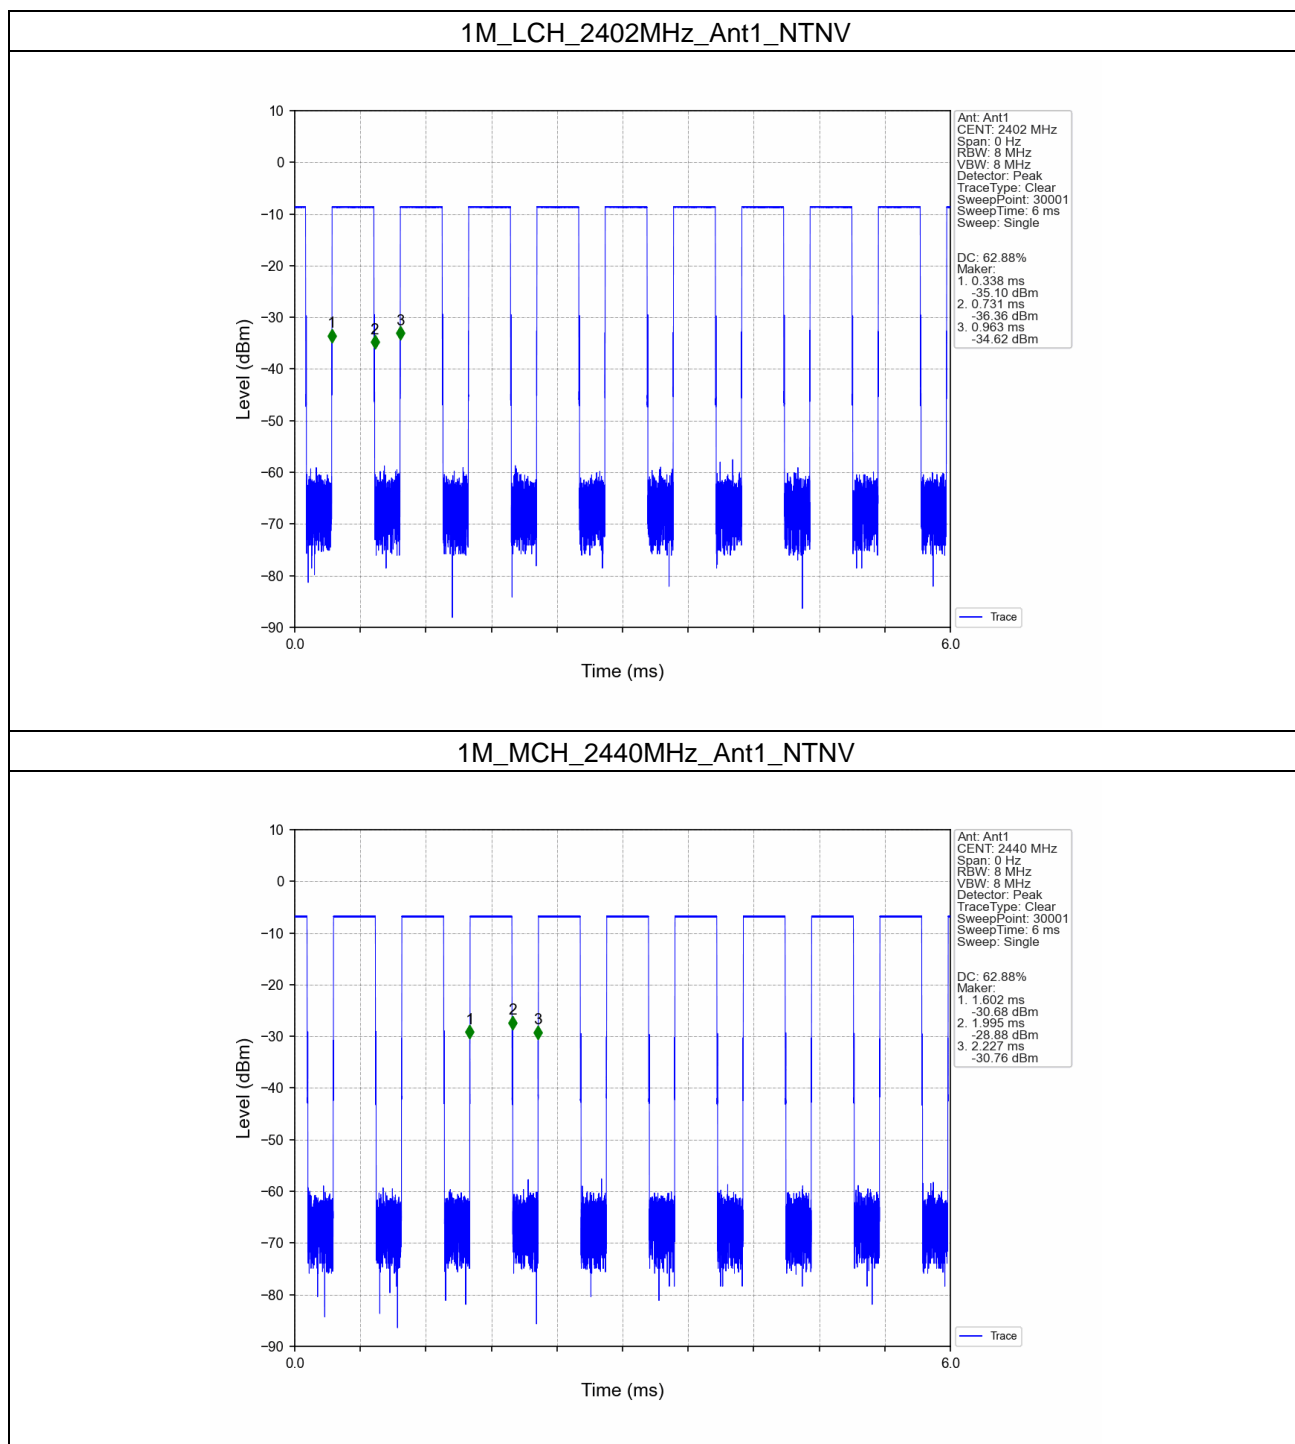 1M_LCH_2402MHz_Ant1_NTNV
10
0
−10
−20
−30
−40
−50
−60
−70
−80
−90
Level (dBm)
1
2
3
0.0
6.0
Time (ms)
Ant: Ant1
CENT: 2402 MHz
Span: 0 Hz
RBW: 8 MHz
VBW: 8 MHz
Detector: Peak
TraceType: Clear
SweepPoint: 30001
SweepTime: 6 ms
Sweep: Single
DC: 62.88%
Maker:
1. 0.338 ms
-35.10 dBm
2. 0.731 ms
-36.36 dBm
3. 0.963 ms
-34.62 dBm
Trace
1M_MCH_2440MHz_Ant1_NTNV
10
0
−10
−20
−30
−40
−50
−60
−70
−80
−90
Level (dBm)
1
2
3
0.0
6.0
Time (ms)
Ant: Ant1
CENT: 2440 MHz
Span: 0 Hz
RBW: 8 MHz
VBW: 8 MHz
Detector: Peak
TraceType: Clear
SweepPoint: 30001
SweepTime: 6 ms
Sweep: Single
DC: 62.88%
Maker:
1. 1.602 ms
-30.68 dBm
2. 1.995 ms
-28.88 dBm
3. 2.227 ms
-30.76 dBm
Trace